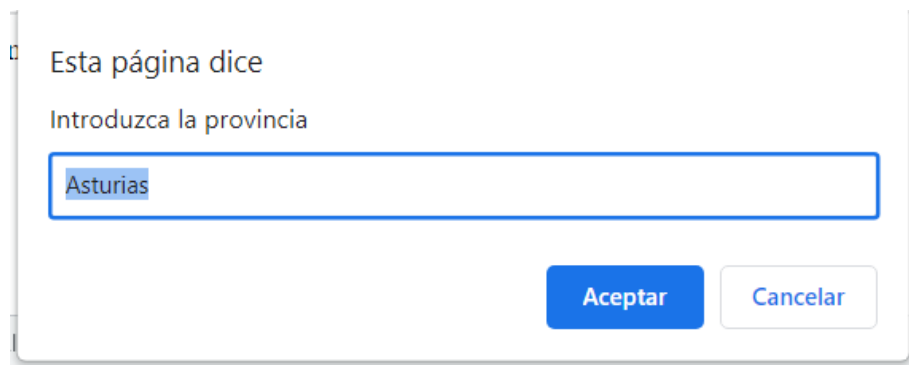 Esta página dice
Introduzca la provincia
Asturias
Aceptar Cancelar